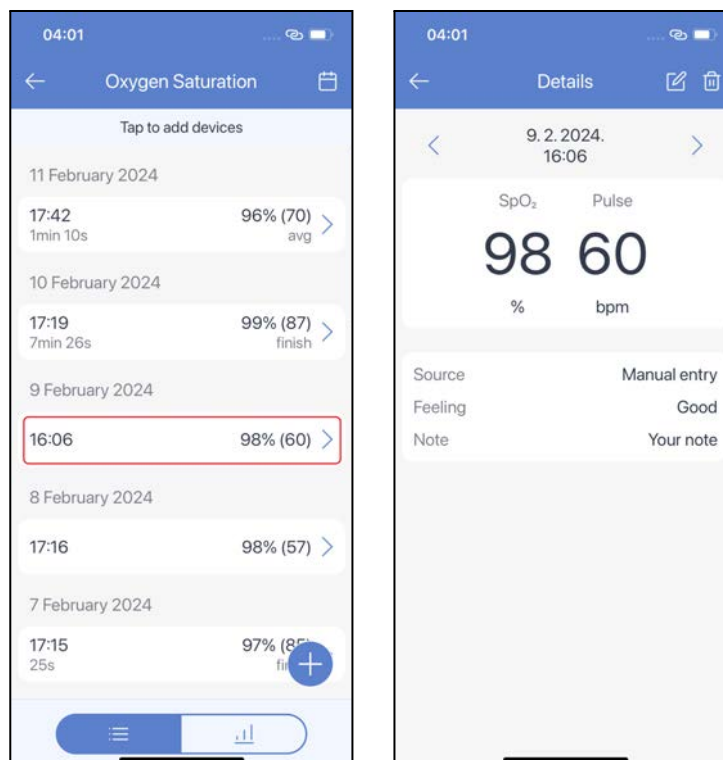 04:01
Oxygen Saturation
Tap to add devices
11 February 2024
17:42 96% (70)
1min 10s avg
10 February 2024
17:19 99% (87)
7min 26s finish
9 February 2024
16:06 98% (60)
8 February 2024
17:16 98% (57)
7 February 2024
17:15 97%
25s
04:01
Details
9. 2. 2024.
16:06
SpO₂ Pulse
98 60
% bpm
Source Manual entry
Feeling Good
Note Your note